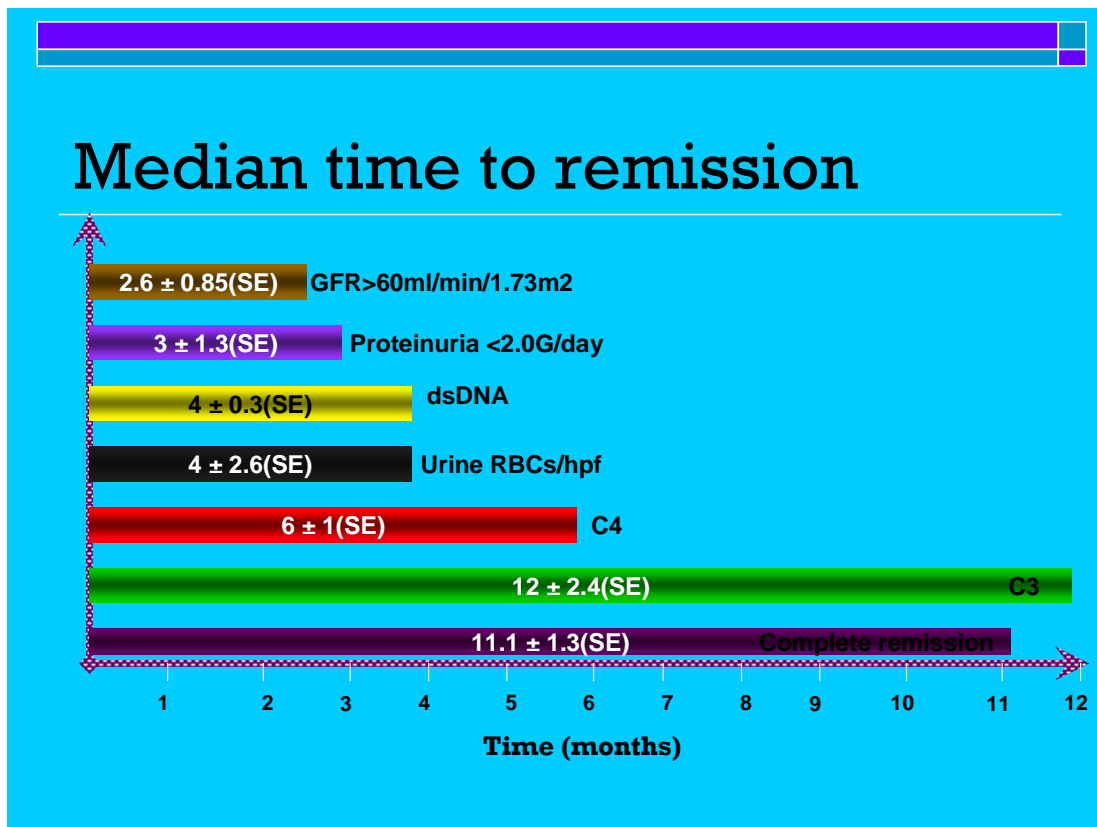 Median time to remission
2.6 ± 0.85(SE) GFR>60ml/min/1.73m2
3 ± 1.3(SE) Proteinuria <2.0G/day
4 ± 0.3(SE) dsDNA
4 ± 2.6(SE) Urine RBCs/hpf
6 ± 1(SE) C4
12 ± 2.4(SE) C3
11.1 ± 1.3(SE) Complete remission
1 2 3 4 5 6 7 8 9 10 11 12
Time (months)